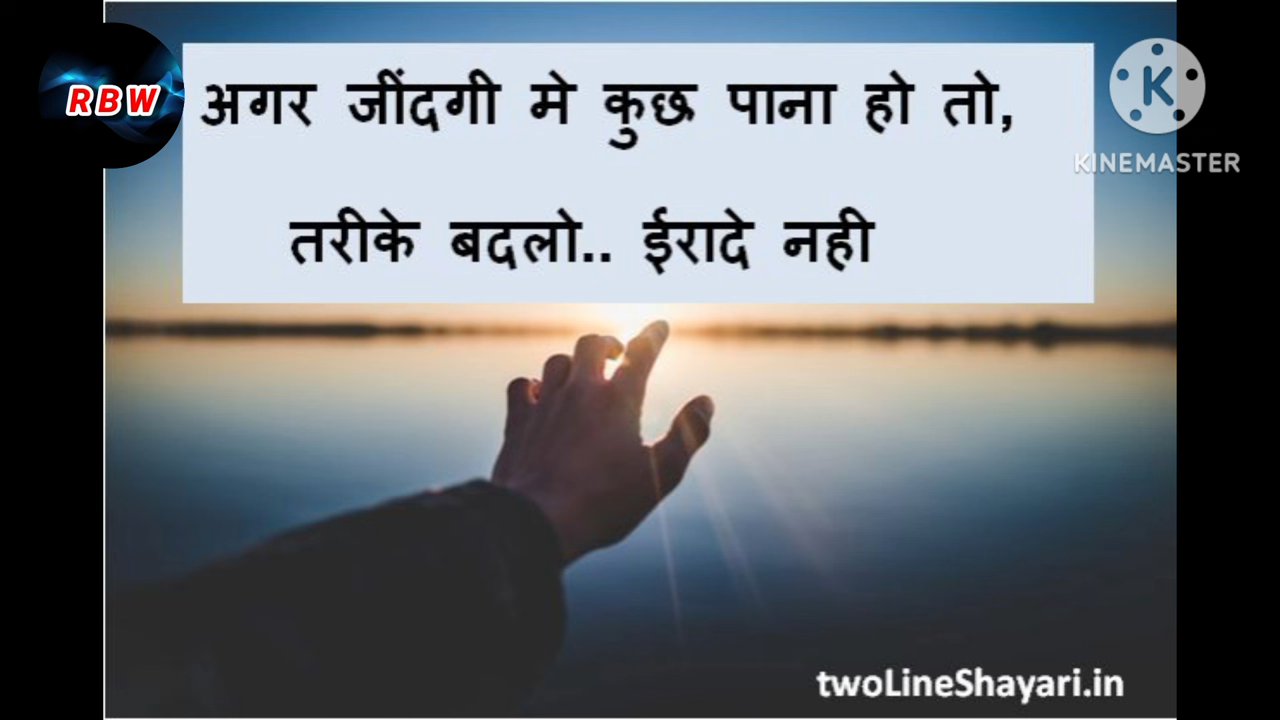 RBW
अगर जींदगी मे कुछ पाना हो तो,
तरीके बदलो.. ईरादे नही
K
KINEMASTER
twoLineShayari.in